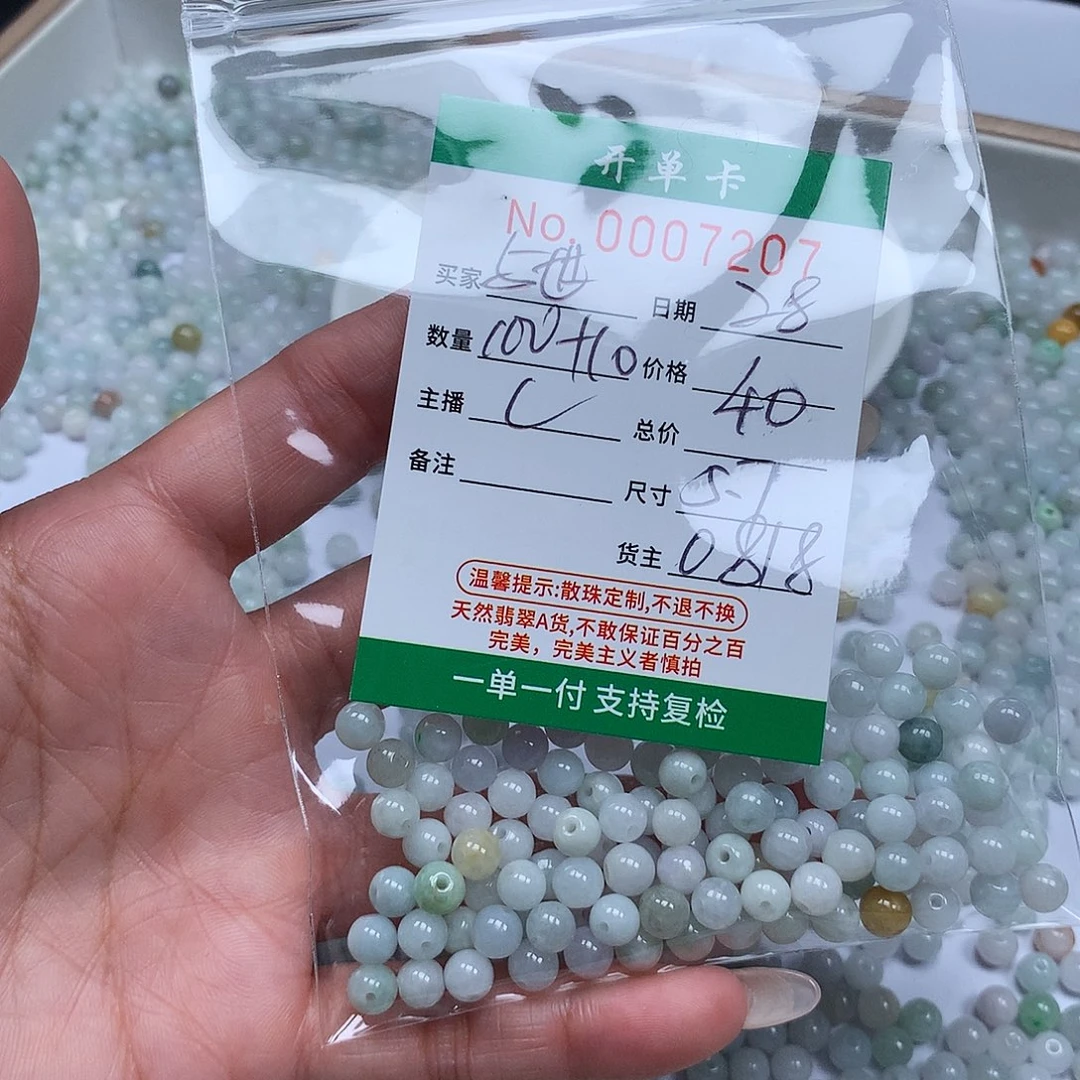 开单卡
No. 0007207
买家 日期 28
数量 100+10 价格 40
主播 总价
备注 尺寸 5.7
货主 0818
温馨提示:散珠定制,不退不换
天然翡翠A货,不敢保证百分之百
完美，完美主义者慎拍
一单一付 支持复检